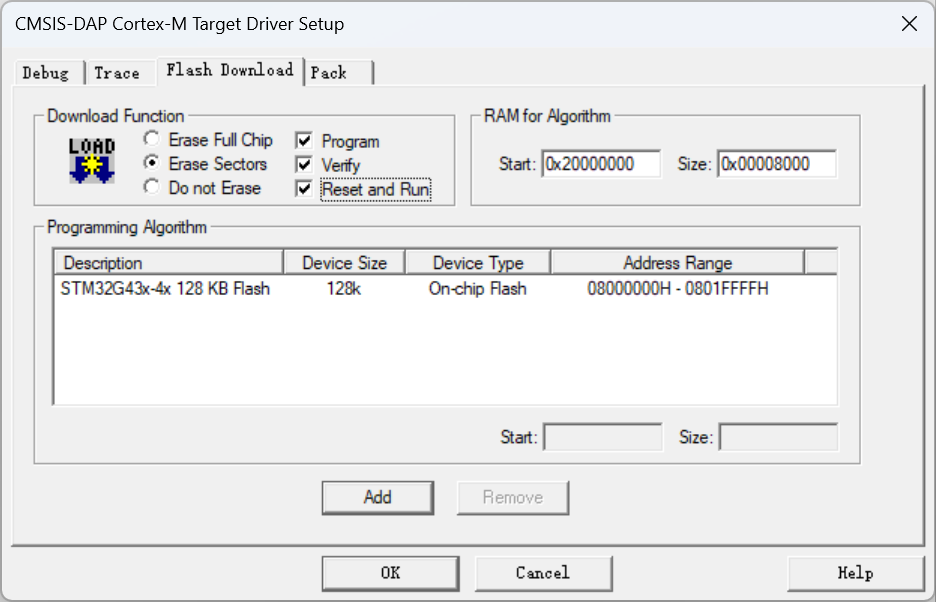 CMSIS-DAP Cortex-M Target Driver Setup
Debug Trace Flash Download Pack
Download Function
LOAD
Erase Full Chip
Erase Sectors
Do not Erase
Program
Verify
Reset and Run
RAM for Algorithm
Start: 0x20000000 Size: 0x00008000
Programming Algorithm
Description Device Size Device Type Address Range
STM32G43x-4x 128 KB Flash 128k On-chip Flash 08000000H - 0801FFFFH
Start: Size:
Add Remove
OK Cancel Help